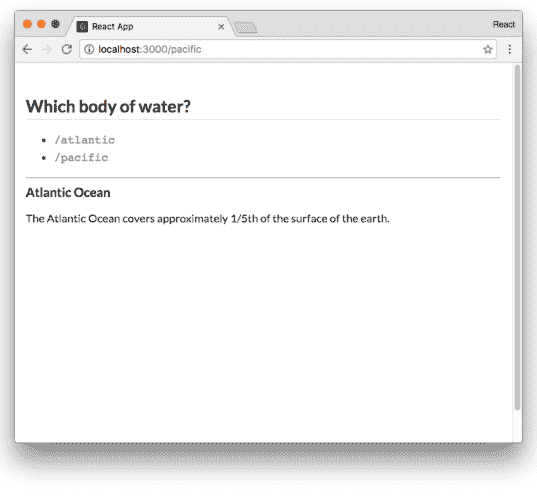 React App
React
localhost:3000/pacific
Which body of water?
/atlantic
/pacific
Atlantic Ocean
The Atlantic Ocean covers approximately 1/5th of the surface of the earth.